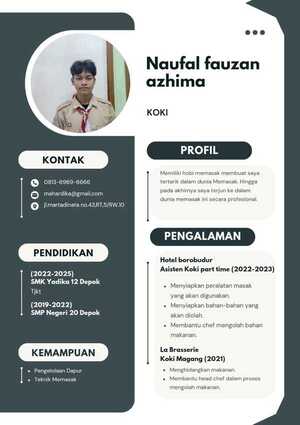 Naufal fauzan
azhima
KOKI
KONTAK
0813-6969-6666
mahardika@gmail.com
jl.martadinata no.43,RT,5/RW.10
PENDIDIKAN
(2022-2025)
SMK Yadika 12 Depok
Tjkt
(2019-2022)
SMP Negeri 20 Depok
KEMAMPUAN
Pengelolaan Dapur
Teknik Memasak
PROFIL
Memiliki hobi memasak membuat saya
tertarik dalam dunia Memasak. Hingga
pada akhirnya saya terjun ke dalam
dunia memasak ini secara profesional.
PENGALAMAN
Hotel borobudur
Asisten Koki part time (2022-2023)
Menyiapkan peralatan masak
yang akan digunakan.
Menyiapkan bahan-bahan yang
akan diolah.
Membantu chef mengolah bahan
makanan.
La Brasserie
Koki Magang (2021)
Menghidangkan makanan.
Membantu head chef dalam proses
mengolah makanan.